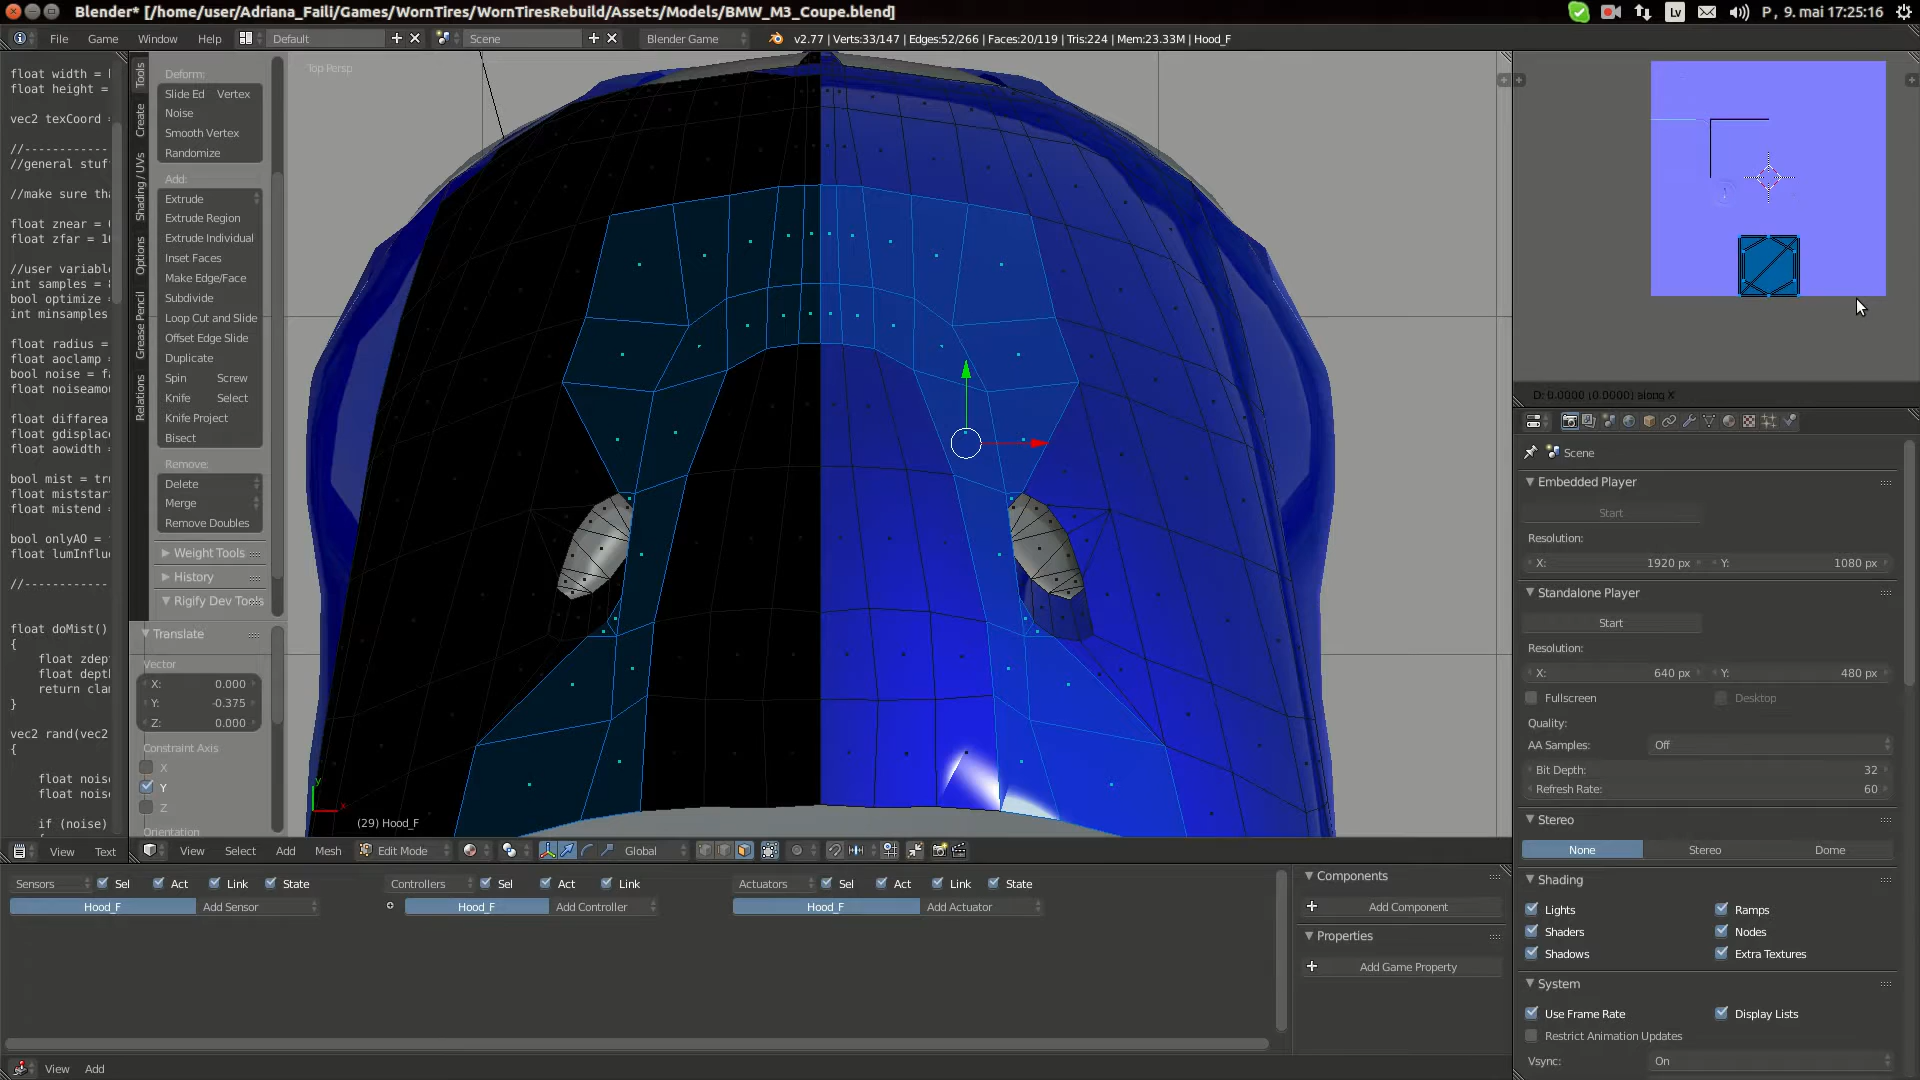 Blender* [/home/user/Adriana_Faili/Games/WornTires/WornTiresRebuild/Assets/Models/BMW_M3_Coupe.blend]
Lv
P , 9. mai 17:25:16
File Game Window Help
Default
Scene
Blender Game
v2.77 | Verts:33/147 | Edges:52/266 | Faces:20/119 | Tris:224 | Mem:23.33M | Hood_F
float width =
float height =
vec2 texCoord =
//------------
//general stuf
//make sure tha
float znear =
float zfar = 10
//user variabl
int samples =
bool optimize =
int minsamples
float radius =
float aoclamp =
bool noise = fa
float noiseamo
float diffarea
float gdisplac
float aowidth =
bool mist = tru
float miststar
float mistend =
bool onlyAO =
float lumInflu
//------------
float doMist()
{
float zdep
float dept
return cla
}
vec2 rand(vec2
{
float nois
float nois
if (noise)
Tools
Create
Shading / UVs
Options
Grease Pencil
Relations
Deform:
Slide Ed Vertex
Noise
Smooth Vertex
Randomize
Add:
Extrude
Extrude Region
Extrude Individual
Inset Faces
Make Edge/Face
Subdivide
Loop Cut and Slide
Offset Edge Slide
Duplicate
Spin Screw
Knife Select
Knife Project
Bisect
Remove:
Delete
Merge
Remove Doubles
Weight Tools
History
Rigify Dev Tools
Translate
Vector
X: 0.000
Y: -0.375
Z: 0.000
Constraint Axis
X
Y
Z
Orientation
Top Persp
y
x
(29) Hood_F
View Text
View Select Add Mesh
Edit Mode
Global
D: 0.0000 (0.0000) along X
Scene
Embedded Player
Start
Resolution:
X: 1920 px
Y: 1080 px
Standalone Player
Start
Resolution:
X: 640 px
Y: 480 px
Fullscreen
Desktop
Quality:
AA Samples: Off
Bit Depth: 32
Refresh Rate: 60
Stereo
None Stereo Dome
Shading
Lights Ramps
Shaders Nodes
Shadows Extra Textures
System
Use Frame Rate Display Lists
Restrict Animation Updates
Vsync: On
Sensors Sel Act Link State
Hood_F Add Sensor
Controllers Sel Act Link
Hood_F Add Controller
Actuators Sel Act Link State
Hood_F Add Actuator
Components
Add Component
Properties
Add Game Property
View Add